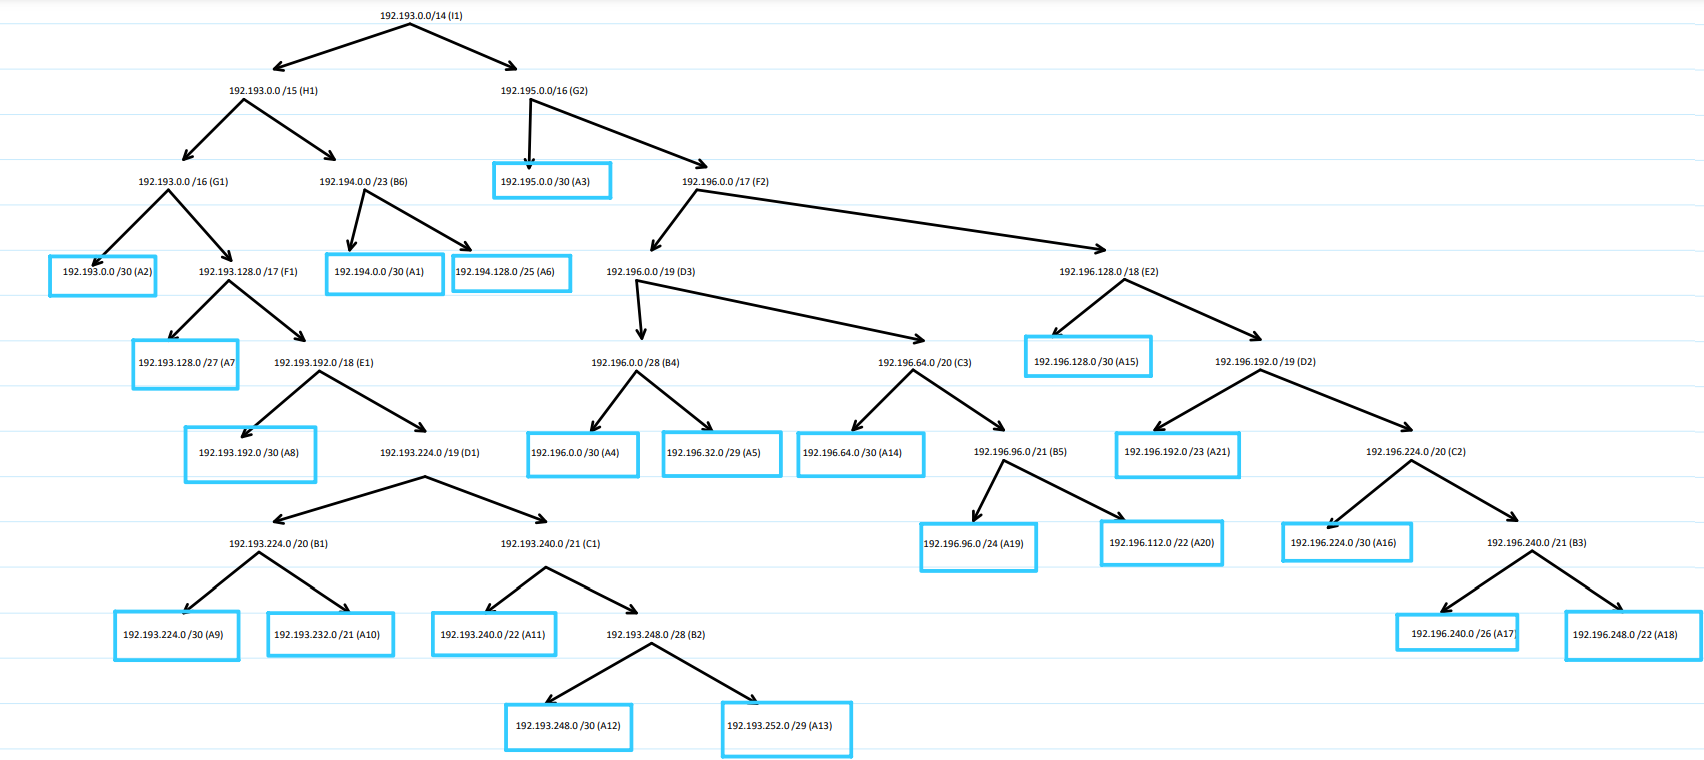 192.193.0.0/14 (I1)
192.193.0.0 /15 (H1)
192.195.0.0/16 (G2)
192.193.0.0 /16 (G1)
192.194.0.0 /23 (B6)
192.195.0.0 /30 (A3)
192.196.0.0 /17 (F2)
192.193.0.0 /30 (A2)
192.193.128.0 /17 (F1)
192.194.0.0 /30 (A1)
192.194.128.0 /25 (A6)
192.196.0.0 /19 (D3)
192.196.128.0 /18 (E2)
192.193.128.0 /27 (A7
192.193.192.0 /18 (E1)
192.196.0.0 /28 (B4)
192.196.64.0 /20 (C3)
192.196.128.0 /30 (A15)
192.196.192.0 /19 (D2)
192.193.192.0 /30 (A8)
192.193.224.0 /19 (D1)
192.196.0.0 /30 (A4)
192.196.32.0 /29 (A5)
192.196.64.0 /30 (A14)
192.196.96.0 /21 (B5)
192.196.192.0 /23 (A21)
192.196.224.0 /20 (C2)
192.193.224.0 /20 (B1)
192.193.240.0 /21 (C1)
192.196.96.0 /24 (A19)
192.196.112.0 /22 (A20)
192.196.224.0 /30 (A16)
192.196.240.0 /21 (B3)
192.193.224.0 /30 (A9)
192.193.232.0 /21 (A10)
192.193.240.0 /22 (A11)
192.193.248.0 /28 (B2)
192.196.240.0 /26 (A17)
192.196.248.0 /22 (A18)
192.193.248.0 /30 (A12)
192.193.252.0 /29 (A13)